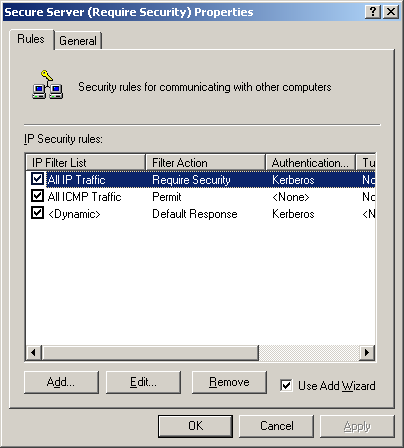 Secure Server (Require Security) Properties
Rules General
Security rules for communicating with other computers
IP Security rules:
IP Filter List Filter Action Authentication... Tu
All IP Traffic Require Security Kerberos No
All ICMP Traffic Permit <None> No
<Dynamic> Default Response Kerberos <N
Add... Edit... Remove Use Add Wizard
OK Cancel Apply